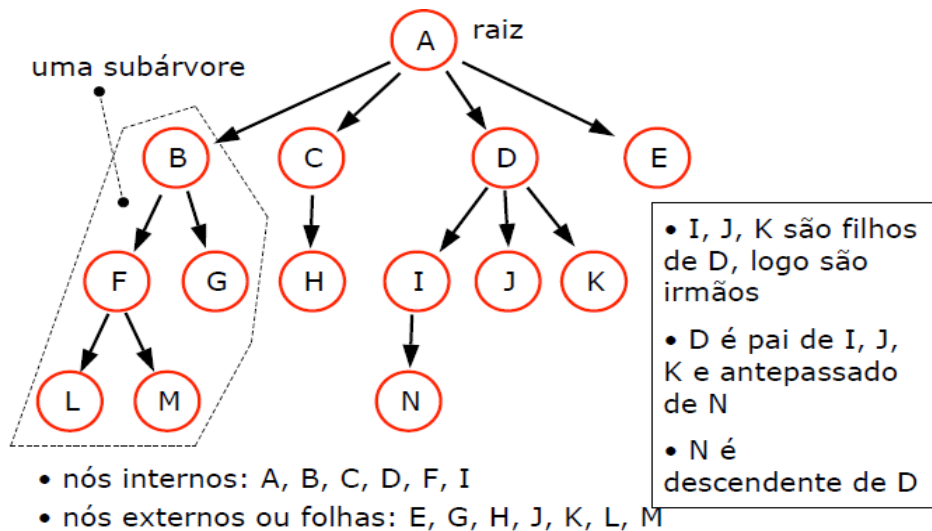 A raiz
uma subárvore
B C D E
F G H I J K
L M N
• I, J, K são filhos
de D, logo são
irmãos
• D é pai de I, J,
K e antepassado
de N
• N é
descendente de D
• nós internos: A, B, C, D, F, I
• nós externos ou folhas: E, G, H, J, K, L, M